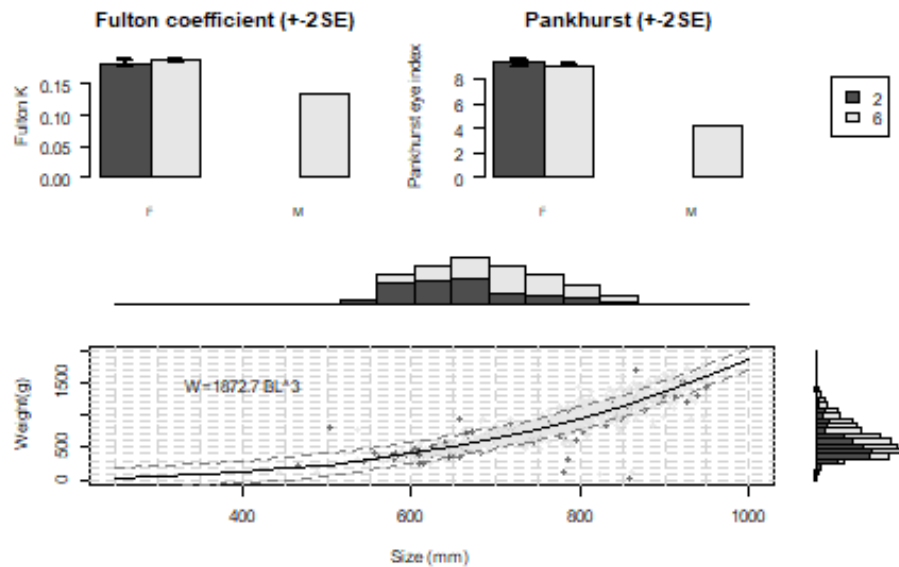 Fulton coefficient (+-2SE)
Pankhurst (+-2SE)
Fulton K
0.15
0.10
0.05
0.00
F
M
Pankhurst eye index
8
6
4
2
0
F
M
2
6
Weight(g)
1500
500
0
W=1872.7 BL^3
400
600
800
1000
Size (mm)